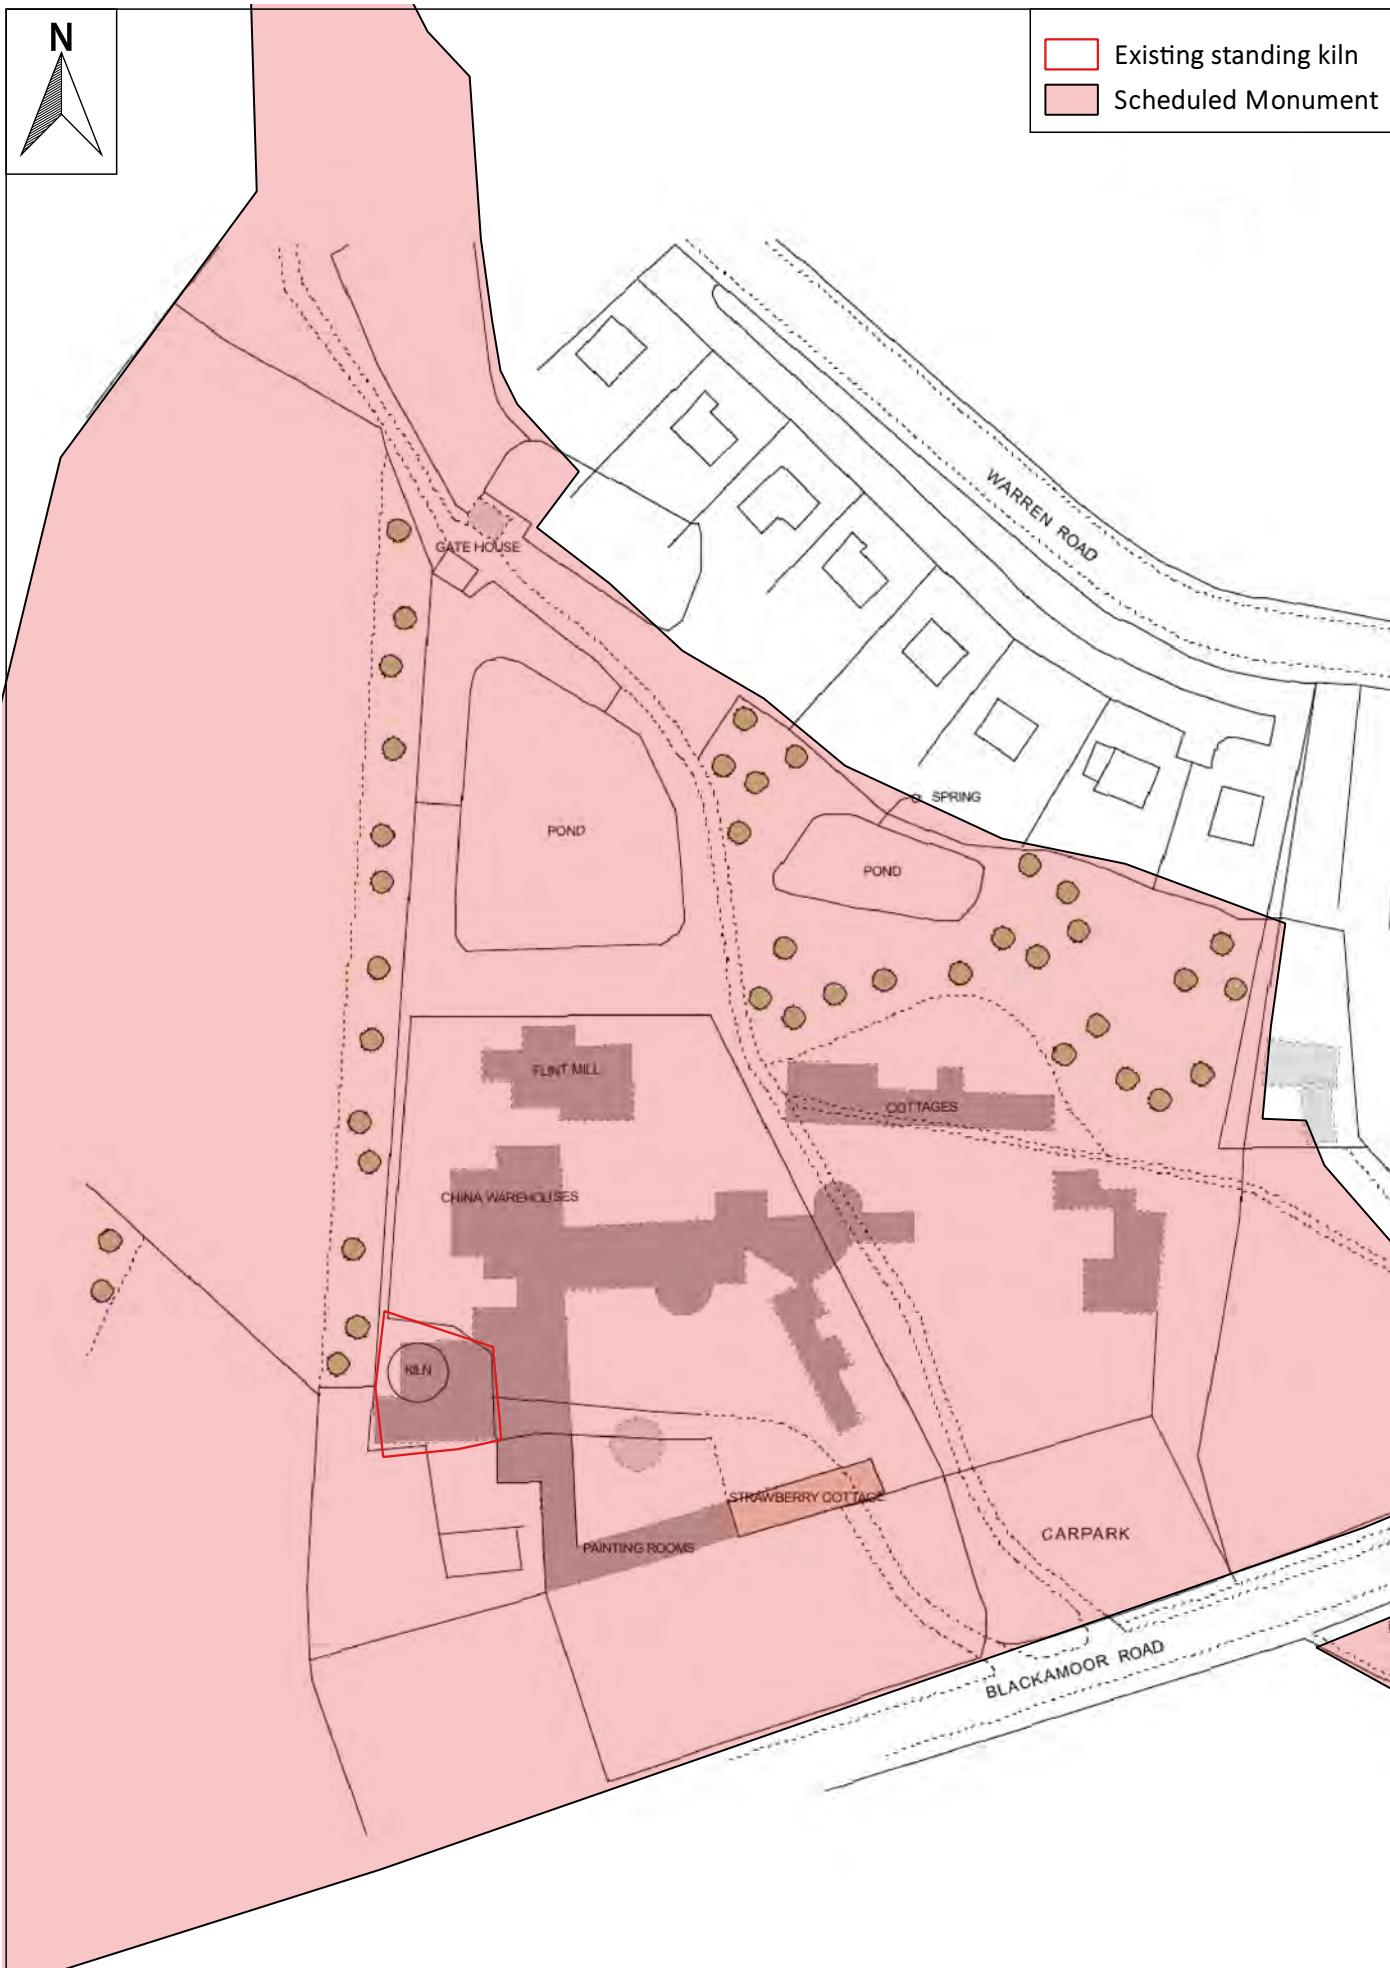 N
Existing standing kiln
Scheduled Monument
WARREN ROAD
GATE HOUSE
SPRING
POND
POND
FLINT MILL
COTTAGES
CHINA WAREHOUSES
KILN
STRAWBERRY COTTAGE
CARPARK
PAINTING ROOMS
BLACKAMOOR ROAD